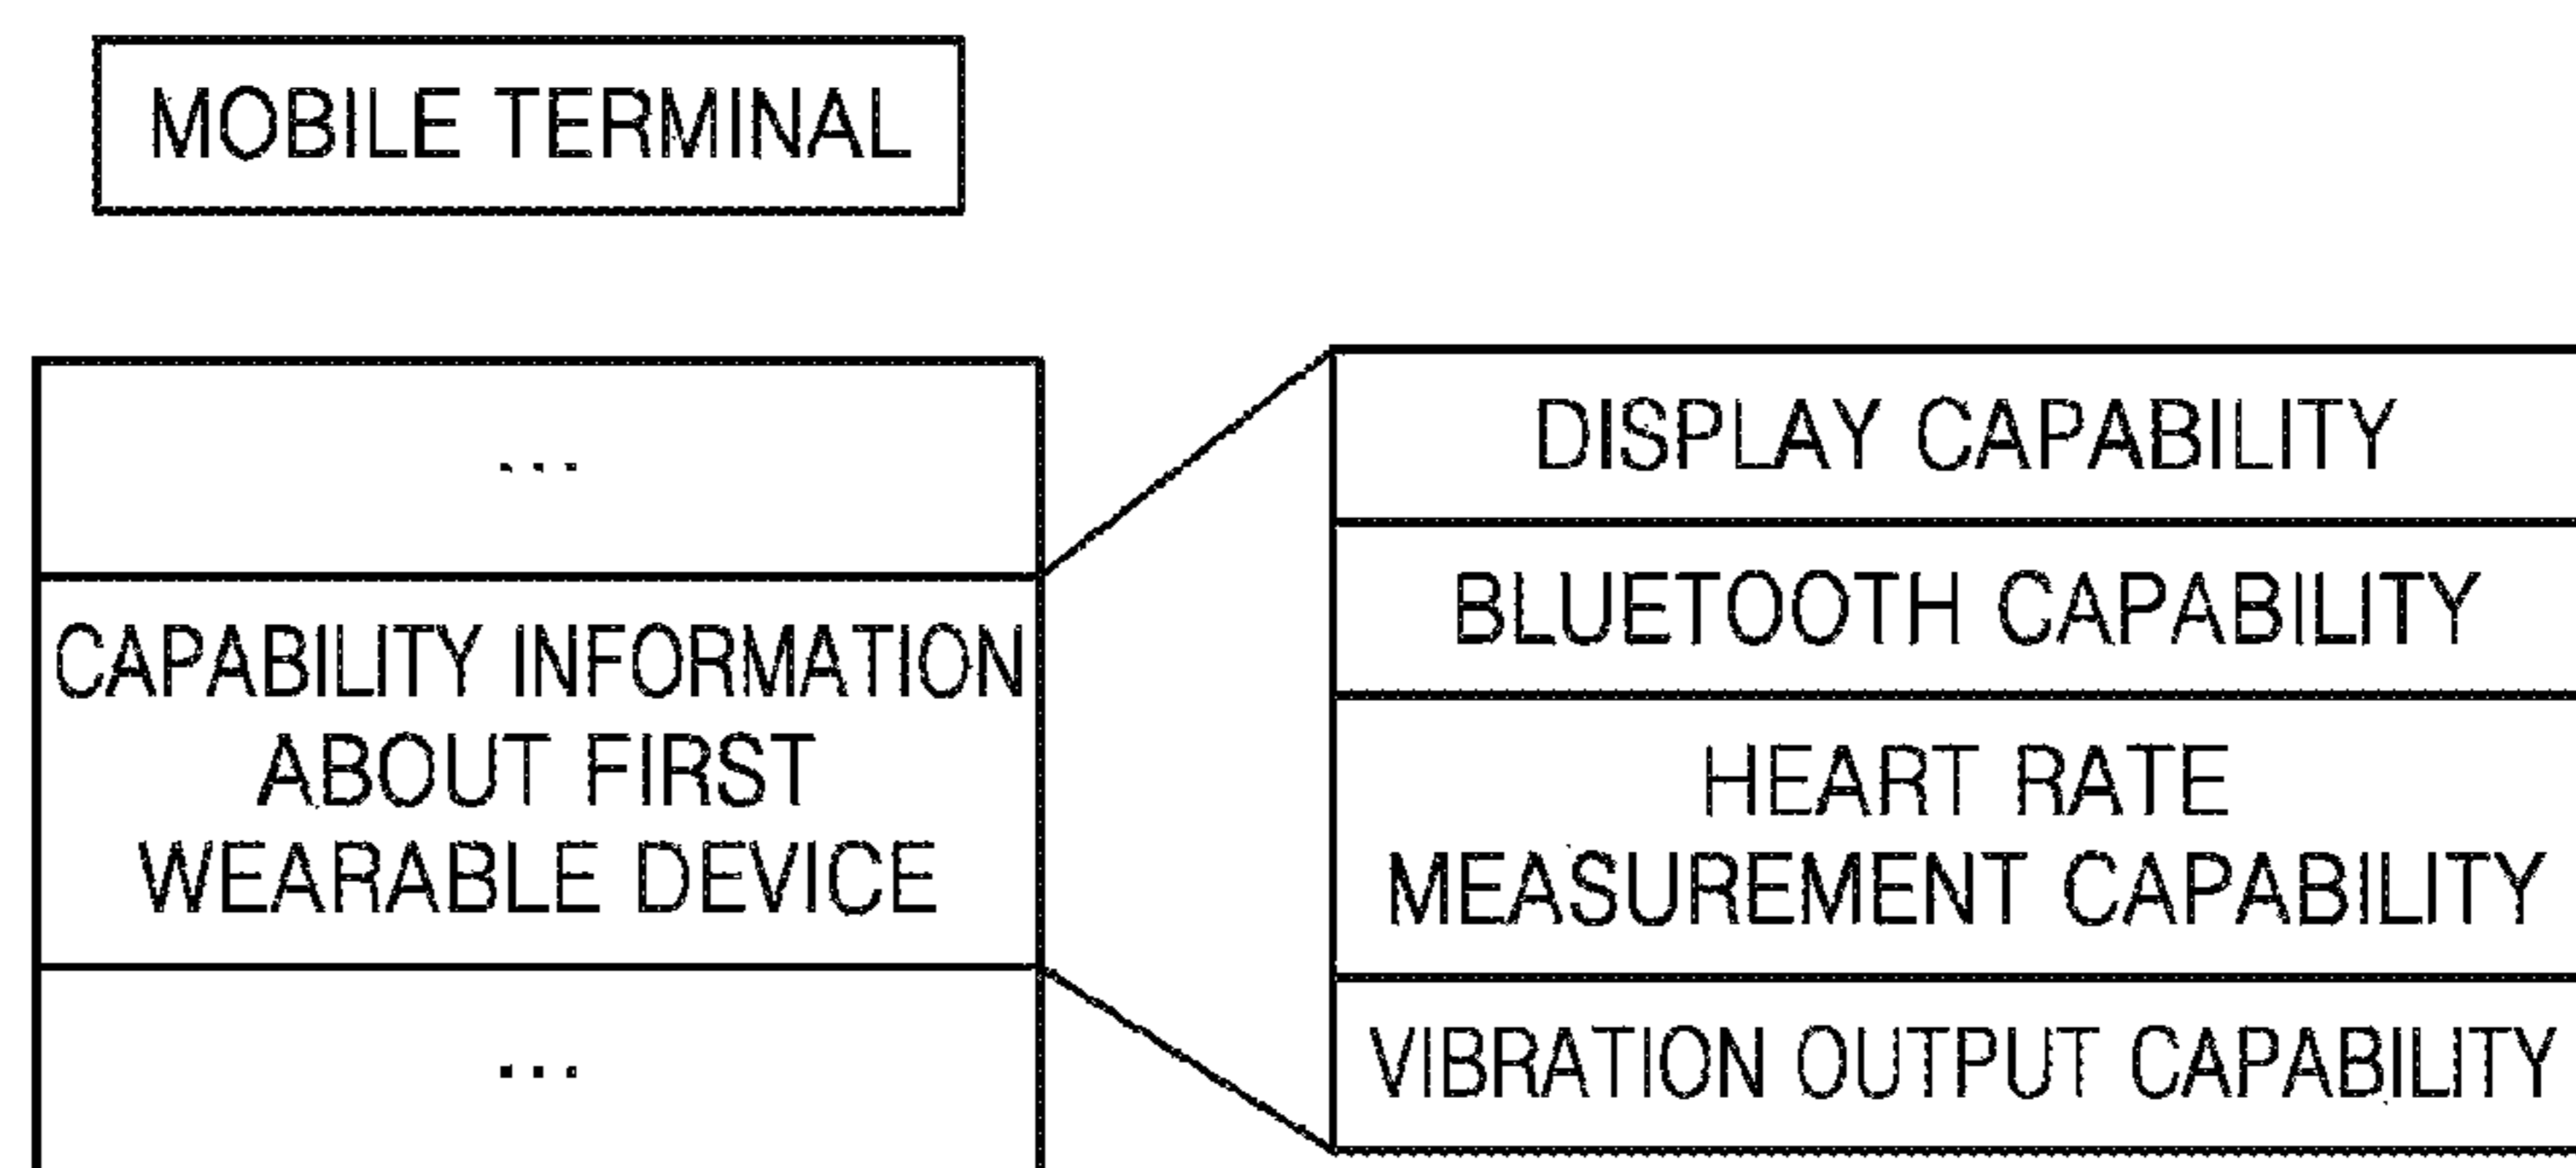 MOBILE TERMINAL
...
CAPABILITY INFORMATION
ABOUT FIRST
WEARABLE DEVICE
...
DISPLAY CAPABILITY
BLUETOOTH CAPABILITY
HEART RATE
MEASUREMENT CAPABILITY
VIBRATION OUTPUT CAPABILITY